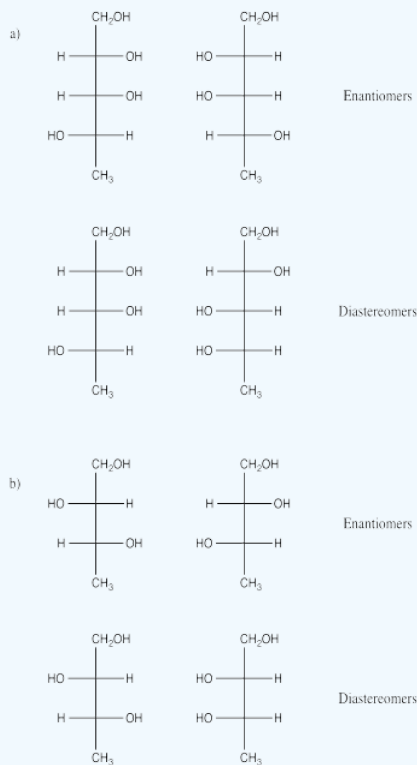 a)
CH2OH CH2OH
H OH HO H
H OH HO H Enantiomers
HO H H OH
CH3 CH3
CH2OH CH2OH
H OH H OH
H OH HO H Diastereomers
HO H HO H
CH3 CH3
b)
CH2OH CH2OH
HO H H OH
Enantiomers
H OH HO H
CH3 CH3
CH2OH CH2OH
HO H HO H
Diastereomers
H OH HO H
CH3 CH3